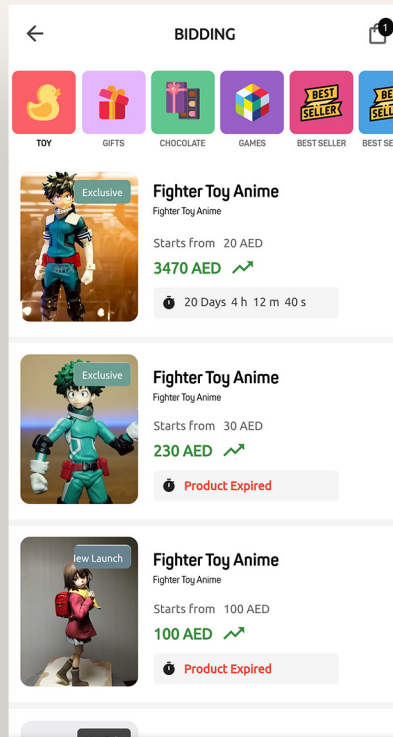 BIDDING
1
TOY
GIFTS
CHOCOLATE
GAMES
BEST SELLER
BEST SELLER
BEST SE
Exclusive
Fighter Toy Anime
Fighter Toy Anime
Starts from 20 AED
3470 AED
20 Days 4 h 12 m 40 s
Exclusive
Fighter Toy Anime
Fighter Toy Anime
Starts from 30 AED
230 AED
Product Expired
lew Launch
Fighter Toy Anime
Fighter Toy Anime
Starts from 100 AED
100 AED
Product Expired